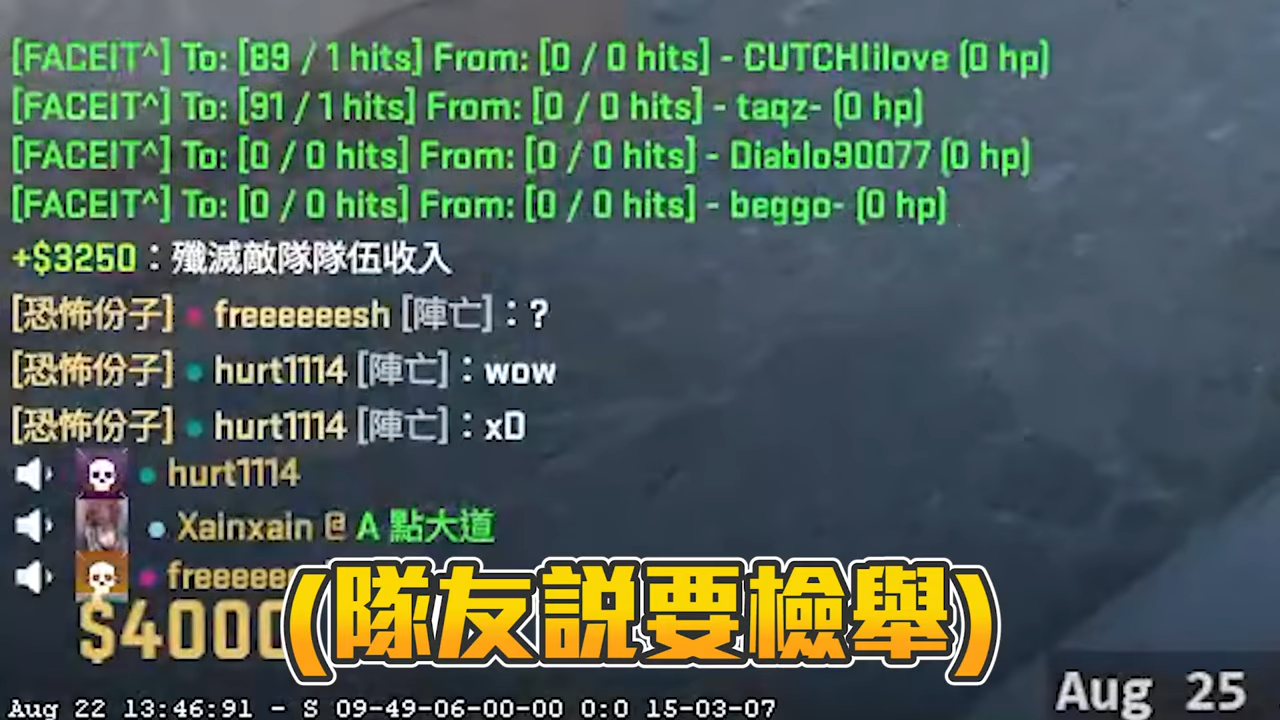 [FACEIT^] To: [89 / 1 hits] From: [0 / 0 hits] - CUTCHlilove (0 hp)
[FACEIT^] To: [91 / 1 hits] From: [0 / 0 hits] - taqz- (0 hp)
[FACEIT^] To: [0 / 0 hits] From: [0 / 0 hits] - Diablo90077 (0 hp)
[FACEIT^] To: [0 / 0 hits] From: [0 / 0 hits] - beggo- (0 hp)
+$3250：殲滅敵隊隊伍收入
[恐怖份子] ● freeeeeesh [陣亡]：?
[恐怖份子] ● hurt1114 [陣亡]：wow
[恐怖份子] ● hurt1114 [陣亡]：xD
hurt1114
Xainxain @ A 點大道
freeeee
$4000
(隊友説要檢舉)
Aug 25
Aug 22 13:46:91 - S 09-49-06-00-00 0:0 15-03-07